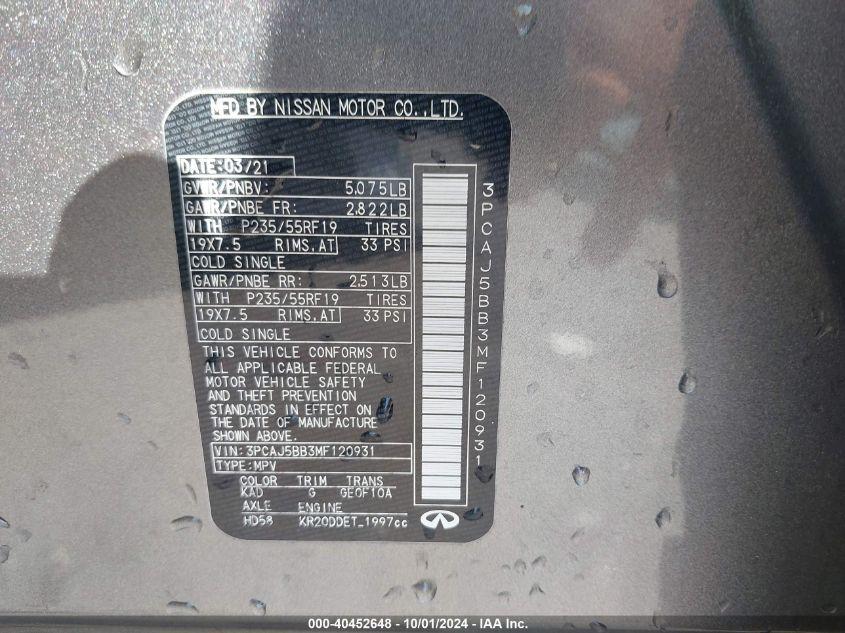 MFD BY NISSAN MOTOR CO.,LTD.
DATE:03/21
GVWR/PNBV: 5,075LB
GAWR/PNBE FR: 2,822LB
WITH P235/55RF19 TIRES
19X7.5 RIMS,AT 33 PSI
COLD SINGLE
GAWR/PNBE RR: 2,513LB
WITH P235/55RF19 TIRES
19X7.5 RIMS,AT 33 PSI
COLD SINGLE
THIS VEHICLE CONFORMS TO
ALL APPLICABLE FEDERAL
MOTOR VEHICLE SAFETY
AND THEFT PREVENTION
STANDARDS IN EFFECT ON
THE DATE OF MANUFACTURE
SHOWN ABOVE.
VIN:3PCAJ5BB3MF120931
TYPE:MPV
COLOR TRIM TRANS
KAD G GE0F10A
AXLE ENGINE
HD58 KR20DDET_1997cc
3PCAJ5BB3MF120931
000-40452648 - 10/01/2024 - IAA Inc.